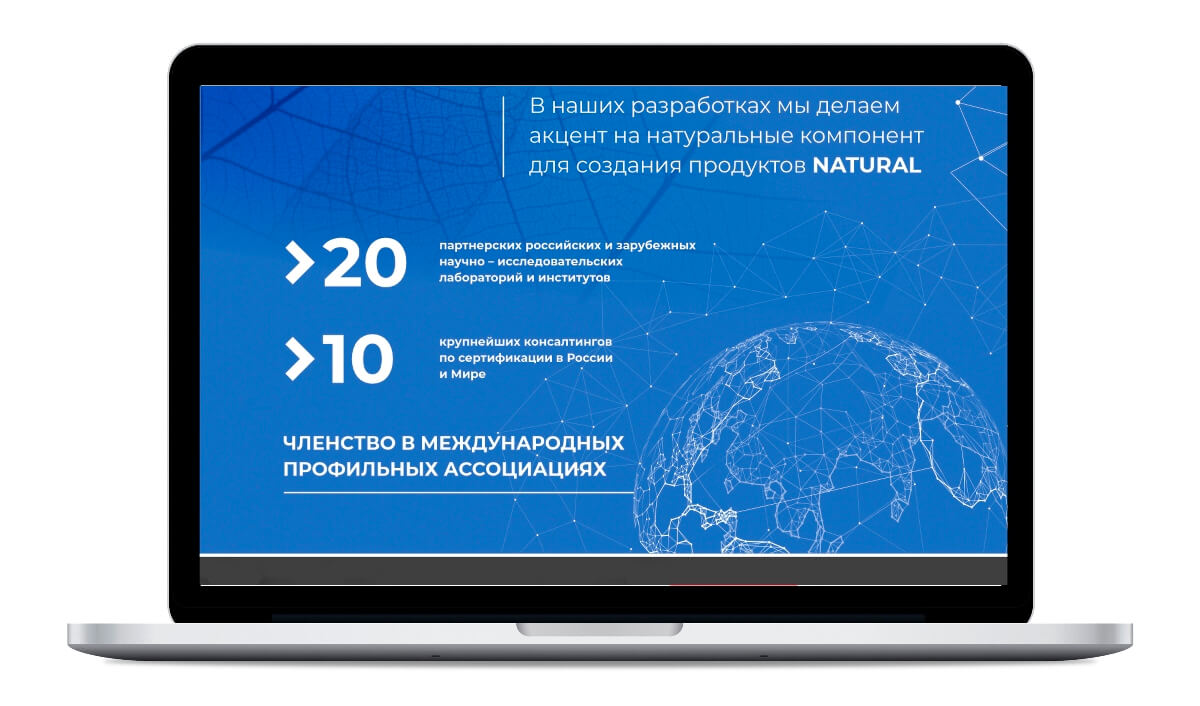 В наших разработках мы делаем
акцент на натуральные компонент
для создания продуктов NATURAL
>20
партнерских российских и зарубежных
научно – исследовательских
лабораторий и институтов
>10
крупнейших консалтингов
по сертификации в России
и Мире
ЧЛЕНСТВО В МЕЖДУНАРОДНЫХ
ПРОФИЛЬНЫХ АССОЦИАЦИЯХ